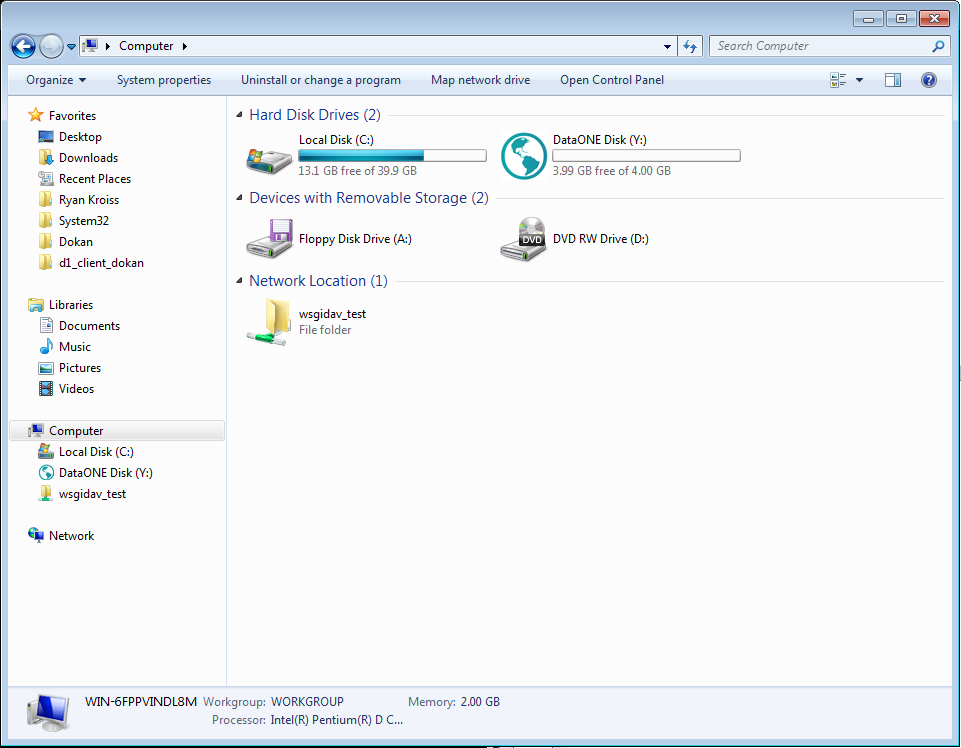 Computer
Search Computer
Organize
System properties
Uninstall or change a program
Map network drive
Open Control Panel
Favorites
Desktop
Downloads
Recent Places
Ryan Kroiss
System32
Dokan
d1_client_dokan
Libraries
Documents
Music
Pictures
Videos
Computer
Local Disk (C:)
DataONE Disk (Y:)
wsgidav_test
Network
Hard Disk Drives (2)
Local Disk (C:)
13.1 GB free of 39.9 GB
DataONE Disk (Y:)
3.99 GB free of 4.00 GB
Devices with Removable Storage (2)
Floppy Disk Drive (A:)
DVD
DVD RW Drive (D:)
Network Location (1)
wsgidav_test
File folder
WIN-6FPPVINDL8M Workgroup: WORKGROUP Memory: 2.00 GB
Processor: Intel(R) Pentium(R) D C...